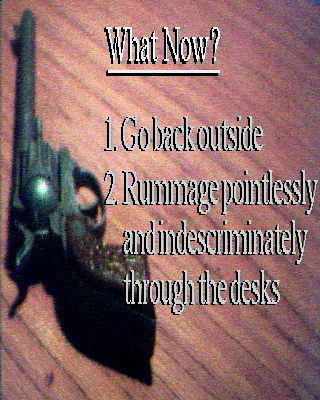 What Now?
1. Go back outside
2. Rummage pointlessly
and indescriminately
through the desks